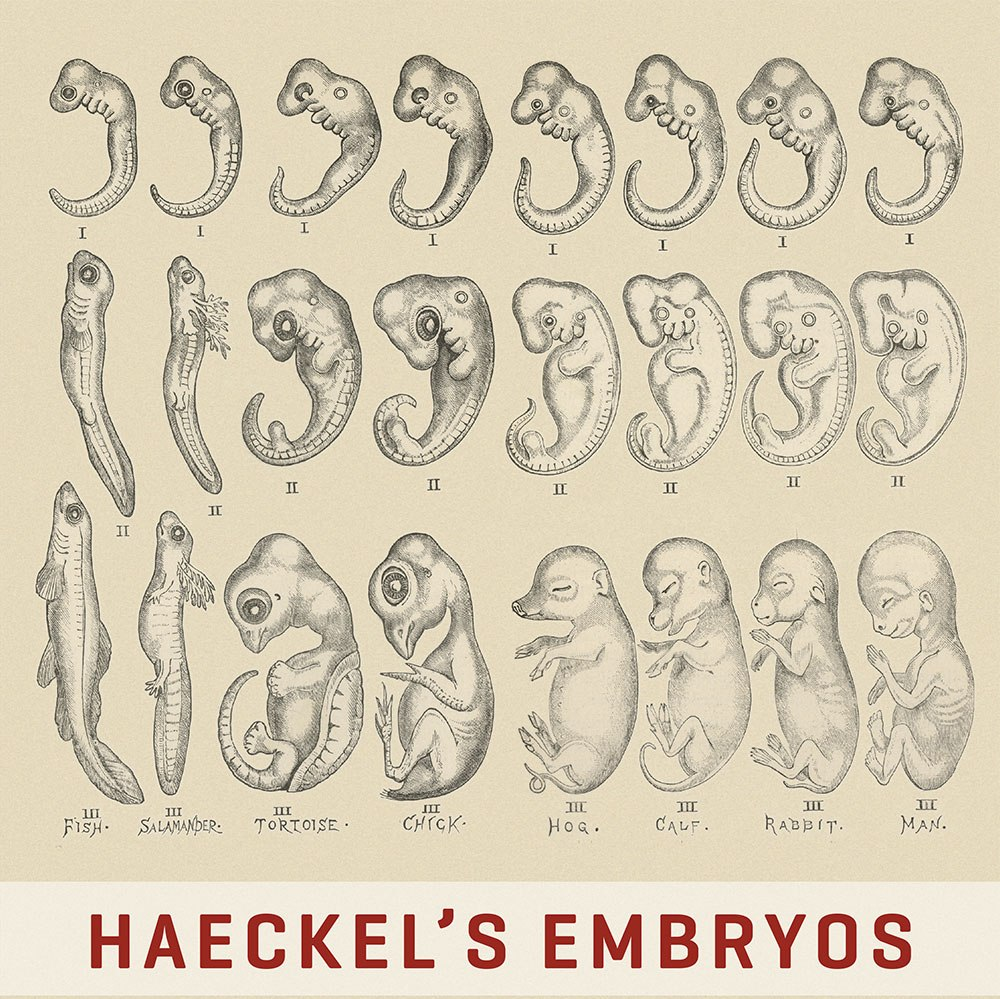 I I I I I I I I
II II II II II II II II
III III III III III III III III
FISH. SALAMANDER. TORTOISE. CHICK. HOG. CALF. RABBIT. MAN.
HAECKEL'S EMBRYOS